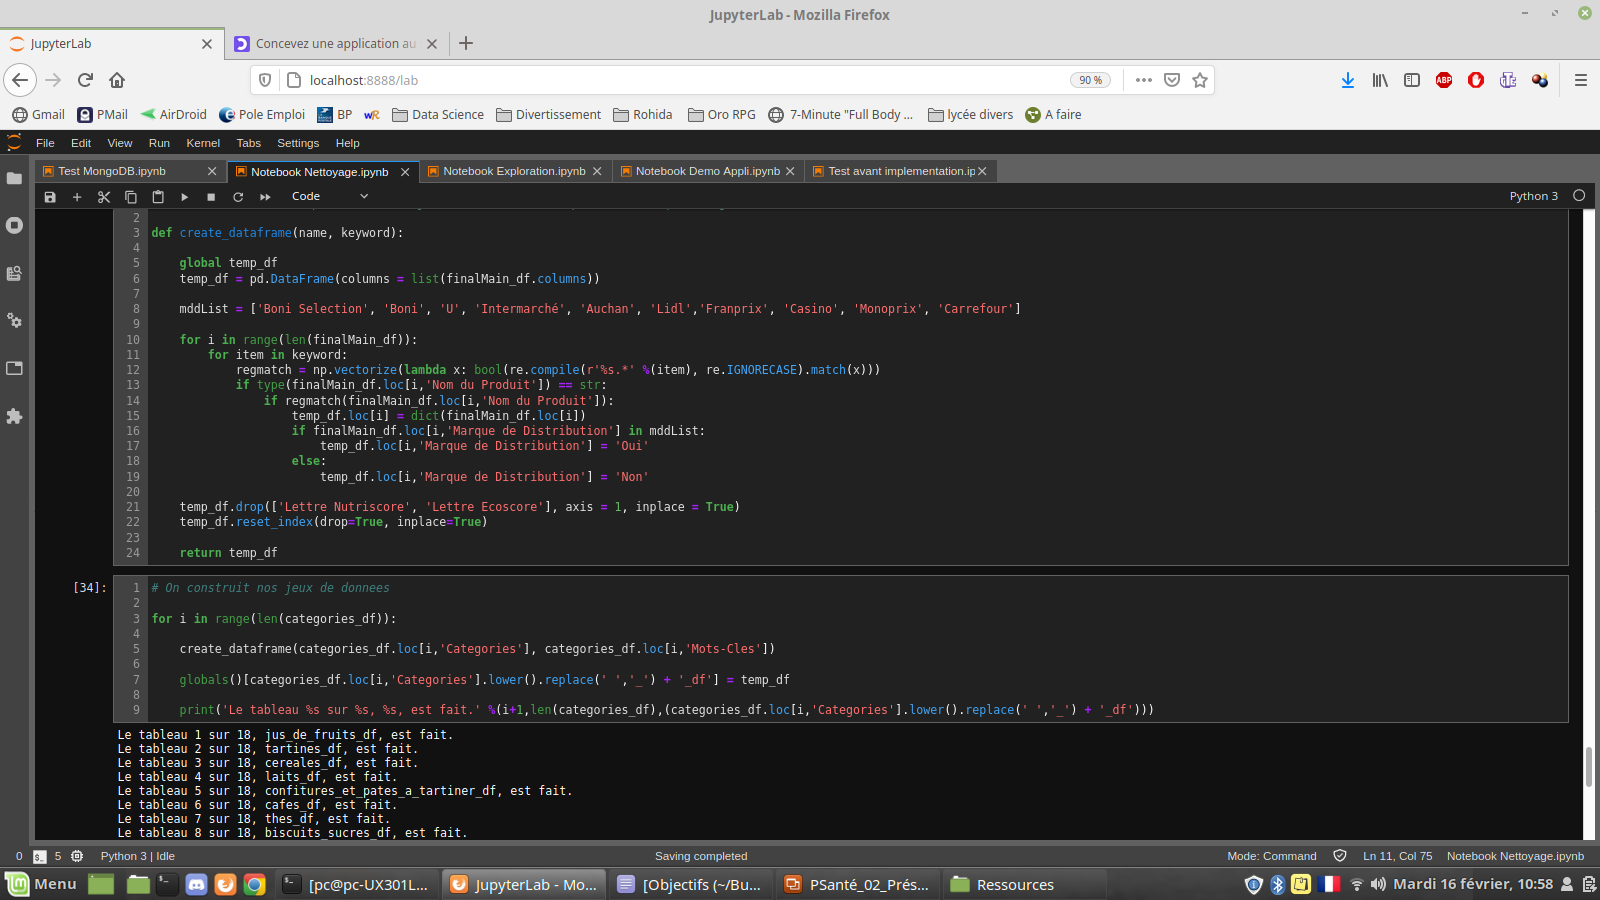 JupyterLab - Mozilla Firefox
JupyterLab
Concevez une application au
localhost:8888/lab
90 %
ABP
Gmail
PMail
AirDroid
Pole Emploi
BP
wR
Data Science
Divertissement
Rohida
Oro RPG
7-Minute "Full Body ...
lycée divers
A faire
File Edit View Run Kernel Tabs Settings Help
Test MongoDB.ipynb
Notebook Nettoyage.ipynb
Notebook Exploration.ipynb
Notebook Demo Appli.ipynb
Test avant implementation.ip
Code
Python 3
2
3 def create_dataframe(name, keyword):
4
5     global temp_df
6     temp_df = pd.DataFrame(columns = list(finalMain_df.columns))
7
8     mddList = ['Boni Selection', 'Boni', 'U', 'Intermarché', 'Auchan', 'Lidl','Franprix', 'Casino', 'Monoprix', 'Carrefour']
9
10     for i in range(len(finalMain_df)):
11         for item in keyword:
12             regmatch = np.vectorize(lambda x: bool(re.compile(r'%s.*' %(item), re.IGNORECASE).match(x)))
13             if type(finalMain_df.loc[i,'Nom du Produit']) == str:
14                 if regmatch(finalMain_df.loc[i,'Nom du Produit']):
15                     temp_df.loc[i] = dict(finalMain_df.loc[i])
16                     if finalMain_df.loc[i,'Marque de Distribution'] in mddList:
17                         temp_df.loc[i,'Marque de Distribution'] = 'Oui'
18                     else:
19                         temp_df.loc[i,'Marque de Distribution'] = 'Non'
20
21     temp_df.drop(['Lettre Nutriscore', 'Lettre Ecoscore'], axis = 1, inplace = True)
22     temp_df.reset_index(drop=True, inplace=True)
23
24     return temp_df
[34]:
1 # On construit nos jeux de donnees
2
3 for i in range(len(categories_df)):
4
5     create_dataframe(categories_df.loc[i,'Categories'], categories_df.loc[i,'Mots-Cles'])
6
7     globals()[categories_df.loc[i,'Categories'].lower().replace(' ','_') + '_df'] = temp_df
8
9     print('Le tableau %s sur %s, %s, est fait.' %(i+1,len(categories_df),(categories_df.loc[i,'Categories'].lower().replace(' ','_') + '_df')))
Le tableau 1 sur 18, jus_de_fruits_df, est fait.
Le tableau 2 sur 18, tartines_df, est fait.
Le tableau 3 sur 18, cereales_df, est fait.
Le tableau 4 sur 18, laits_df, est fait.
Le tableau 5 sur 18, confitures_et_pates_a_tartiner_df, est fait.
Le tableau 6 sur 18, cafes_df, est fait.
Le tableau 7 sur 18, thes_df, est fait.
Le tableau 8 sur 18, biscuits_sucres_df, est fait.
0 5 Python 3 | Idle
Saving completed
Mode: Command
Ln 11, Col 75
Notebook Nettoyage.ipynb
Menu
[pc@pc-UX301L...
JupyterLab - Mo...
[Objectifs (~/Bu...
PSanté_02_Prés...
Ressources
Mardi 16 février, 10:58